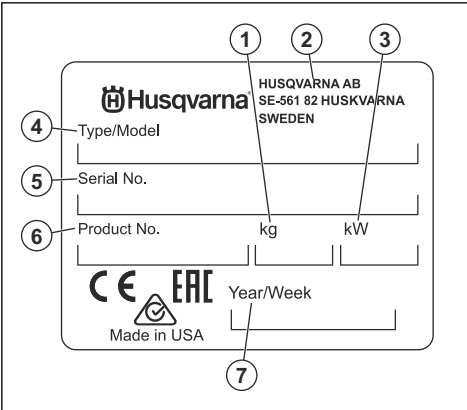 1 2 3
HUSQVARNA AB
Husqvarna® SE-561 82 HUSKVARNA
SWEDEN
4 Type/Model
5 Serial No.
6 Product No. kg kW
CE EAC
Year/Week
Made in USA
7